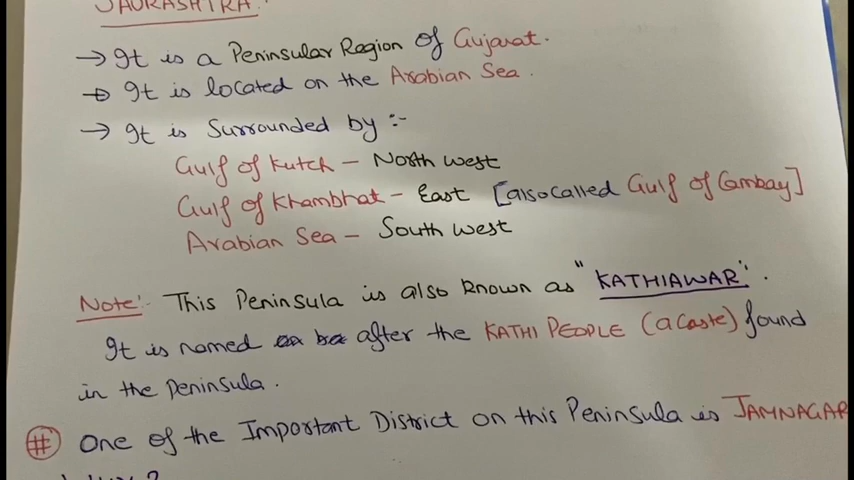 SAURASHTRA:
→ It is a Peninsular Region of Gujarat.
→ It is located on the Arabian Sea.
→ It is Surrounded by :-
Gulf of Kutch - North west
Gulf of Khambhat - East [also called Gulf of Cambay]
Arabian Sea - South west
Note:- This Peninsula is also known as "KATHIAWAR".
It is named after the KATHI PEOPLE (a caste) found
in the peninsula.
# One of the Important District on this Peninsula is JAMNAGAR